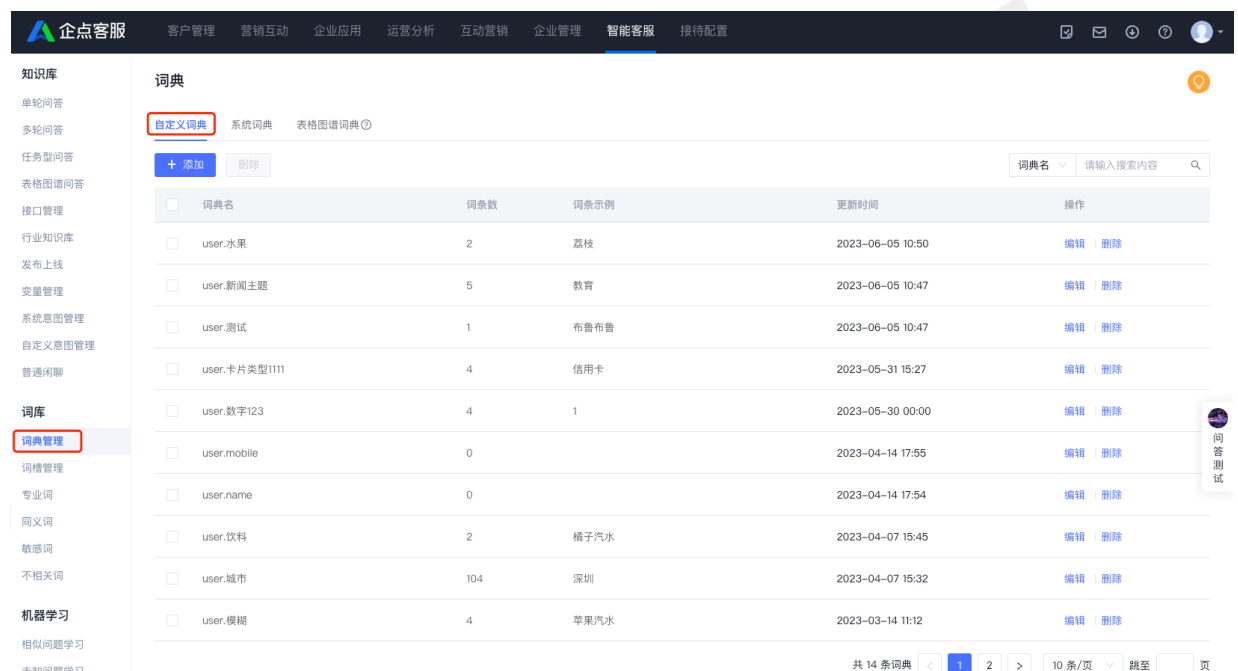 企点客服 客户管理 营销互动 企业应用 运营分析 互动营销 企业管理 智能客服 接待配置
知识库
单轮问答
多轮问答
任务型问答
表格图谱问答
接口管理
行业知识库
发布上线
变量管理
系统意图管理
自定义意图管理
普通闲聊
词库
词典管理
词槽管理
专业词
同义词
敏感词
不相关词
机器学习
相似问题学习
未知问题学习
词典
自定义词典 系统词典 表格图谱词典
+ 添加 删除 词典名 请输入搜索内容
词典名 词条数 词条示例 更新时间 操作
user.水果 2 荔枝 2023-06-05 10:50 编辑 删除
user.新闻主题 5 教育 2023-06-05 10:47 编辑 删除
user.测试 1 布鲁布鲁 2023-06-05 10:47 编辑 删除
user.卡片类型1111 4 信用卡 2023-05-31 15:27 编辑 删除
user.数字123 4 1 2023-05-30 00:00 编辑 删除
user.mobile 0 2023-04-14 17:55 编辑 删除
user.name 0 2023-04-14 17:54 编辑 删除
user.饮料 2 橘子汽水 2023-04-07 15:45 编辑 删除
user.城市 104 深圳 2023-04-07 15:32 编辑 删除
user.模糊 4 苹果汽水 2023-03-14 11:12 编辑 删除
共 14 条词典 < 1 2 > 10 条/页 跳至 页
问答测试